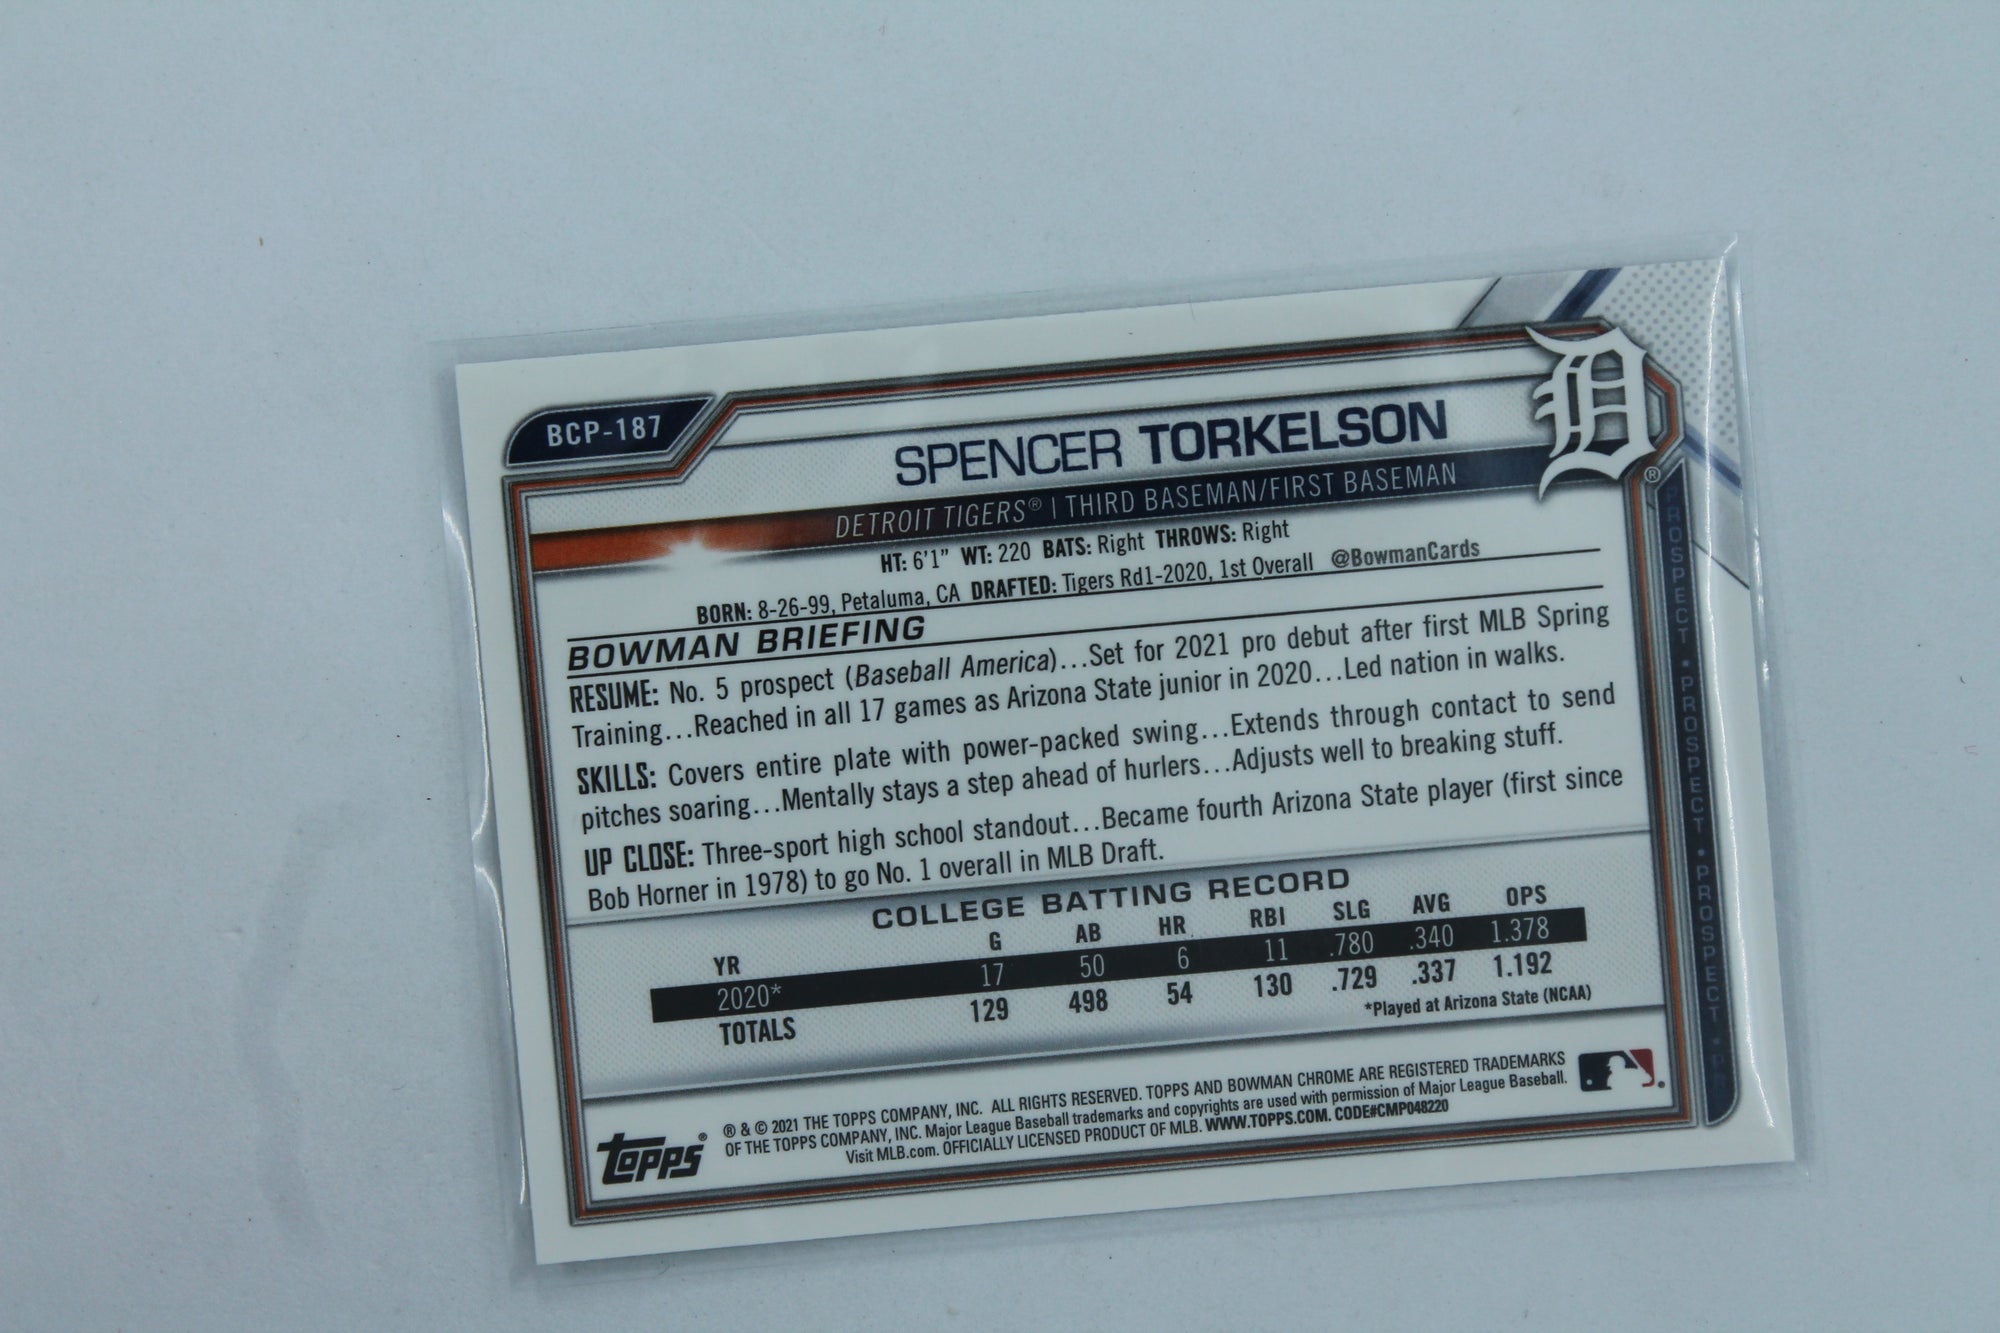 BCP-187
SPENCER TORKELSON
DETROIT TIGERS® | THIRD BASEMAN/FIRST BASEMAN
HT: 6'1" WT: 220 BATS: Right THROWS: Right
BORN: 8-26-99, Petaluma, CA DRAFTED: Tigers Rd1-2020, 1st Overall @BowmanCards
BOWMAN BRIEFING
RESUME: No. 5 prospect (Baseball America)...Set for 2021 pro debut after first MLB Spring
Training...Reached in all 17 games as Arizona State junior in 2020...Led nation in walks.
SKILLS: Covers entire plate with power-packed swing...Extends through contact to send
pitches soaring...Mentally stays a step ahead of hurlers...Adjusts well to breaking stuff.
UP CLOSE: Three-sport high school standout...Became fourth Arizona State player (first since
Bob Horner in 1978) to go No. 1 overall in MLB Draft.
COLLEGE BATTING RECORD
YR G AB HR RBI SLG AVG OPS
2020* 17 50 6 11 .780 .340 1.378
TOTALS 129 498 54 130 .729 .337 1.192
*Played at Arizona State (NCAA)
® & © 2021 THE TOPPS COMPANY, INC. ALL RIGHTS RESERVED. TOPPS AND BOWMAN CHROME ARE REGISTERED TRADEMARKS
OF THE TOPPS COMPANY, INC. Major League Baseball trademarks and copyrights are used with permission of Major League Baseball.
Visit MLB.com. OFFICIALLY LICENSED PRODUCT OF MLB. WWW.TOPPS.COM. CODE#CMP048220
Topps®
D®
PROSPECT • PROSPECT • PROSPECT • PR